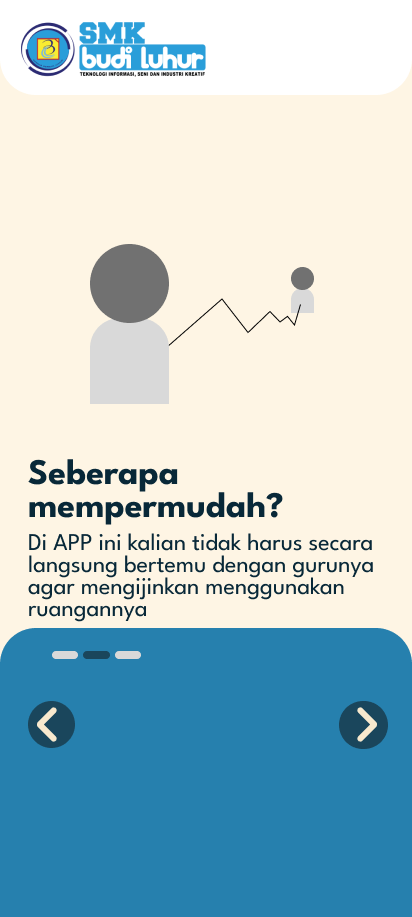 SMK
budi luhur
TEKNOLOGI INFORMASI, SENI DAN INDUSTRI KREATIF
Seberapa
mempermudah?
Di APP ini kalian tidak harus secara
langsung bertemu dengan gurunya
agar mengijinkan menggunakan
ruangannya